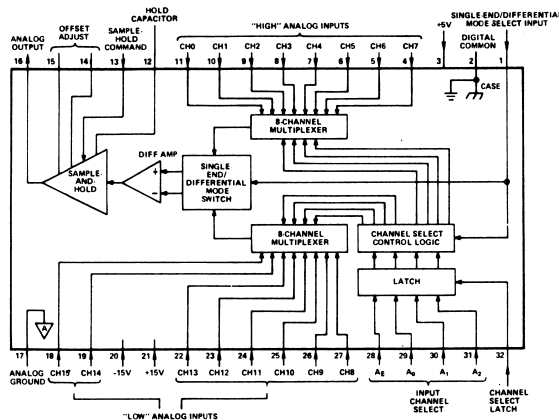 HOLD
CAPACITOR
"HIGH" ANALOG INPUTS
SINGLE-END/DIFFERENTIAL
MODE SELECT INPUT
ANALOG
OUTPUT
OFFSET
ADJUST
SAMPLE-
HOLD
COMMAND
+5V
DIGITAL
COMMON
CH0 CH1 CH2 CH3 CH4 CH5 CH6 CH7
16 15 14 13 12 11 10 9 8 7 6 5 4 3 2 1
CASE
8-CHANNEL
MULTIPLEXER
DIFF AMP
SAMPLE-
AND-
HOLD
+
−
SINGLE
END/
DIFFERENTIAL
MODE
SWITCH
8-CHANNEL
MULTIPLEXER
CHANNEL SELECT
CONTROL LOGIC
LATCH
A
17 18 19 20 21 22 23 24 25 26 27 28 29 30 31 32
ANALOG
GROUND
CH15 CH14 -15V +15V CH13 CH12 CH11 CH10 CH9 CH8 AE A0 A1 A2
INPUT
CHANNEL
SELECT
CHANNEL
SELECT
LATCH
"LOW" ANALOG INPUTS